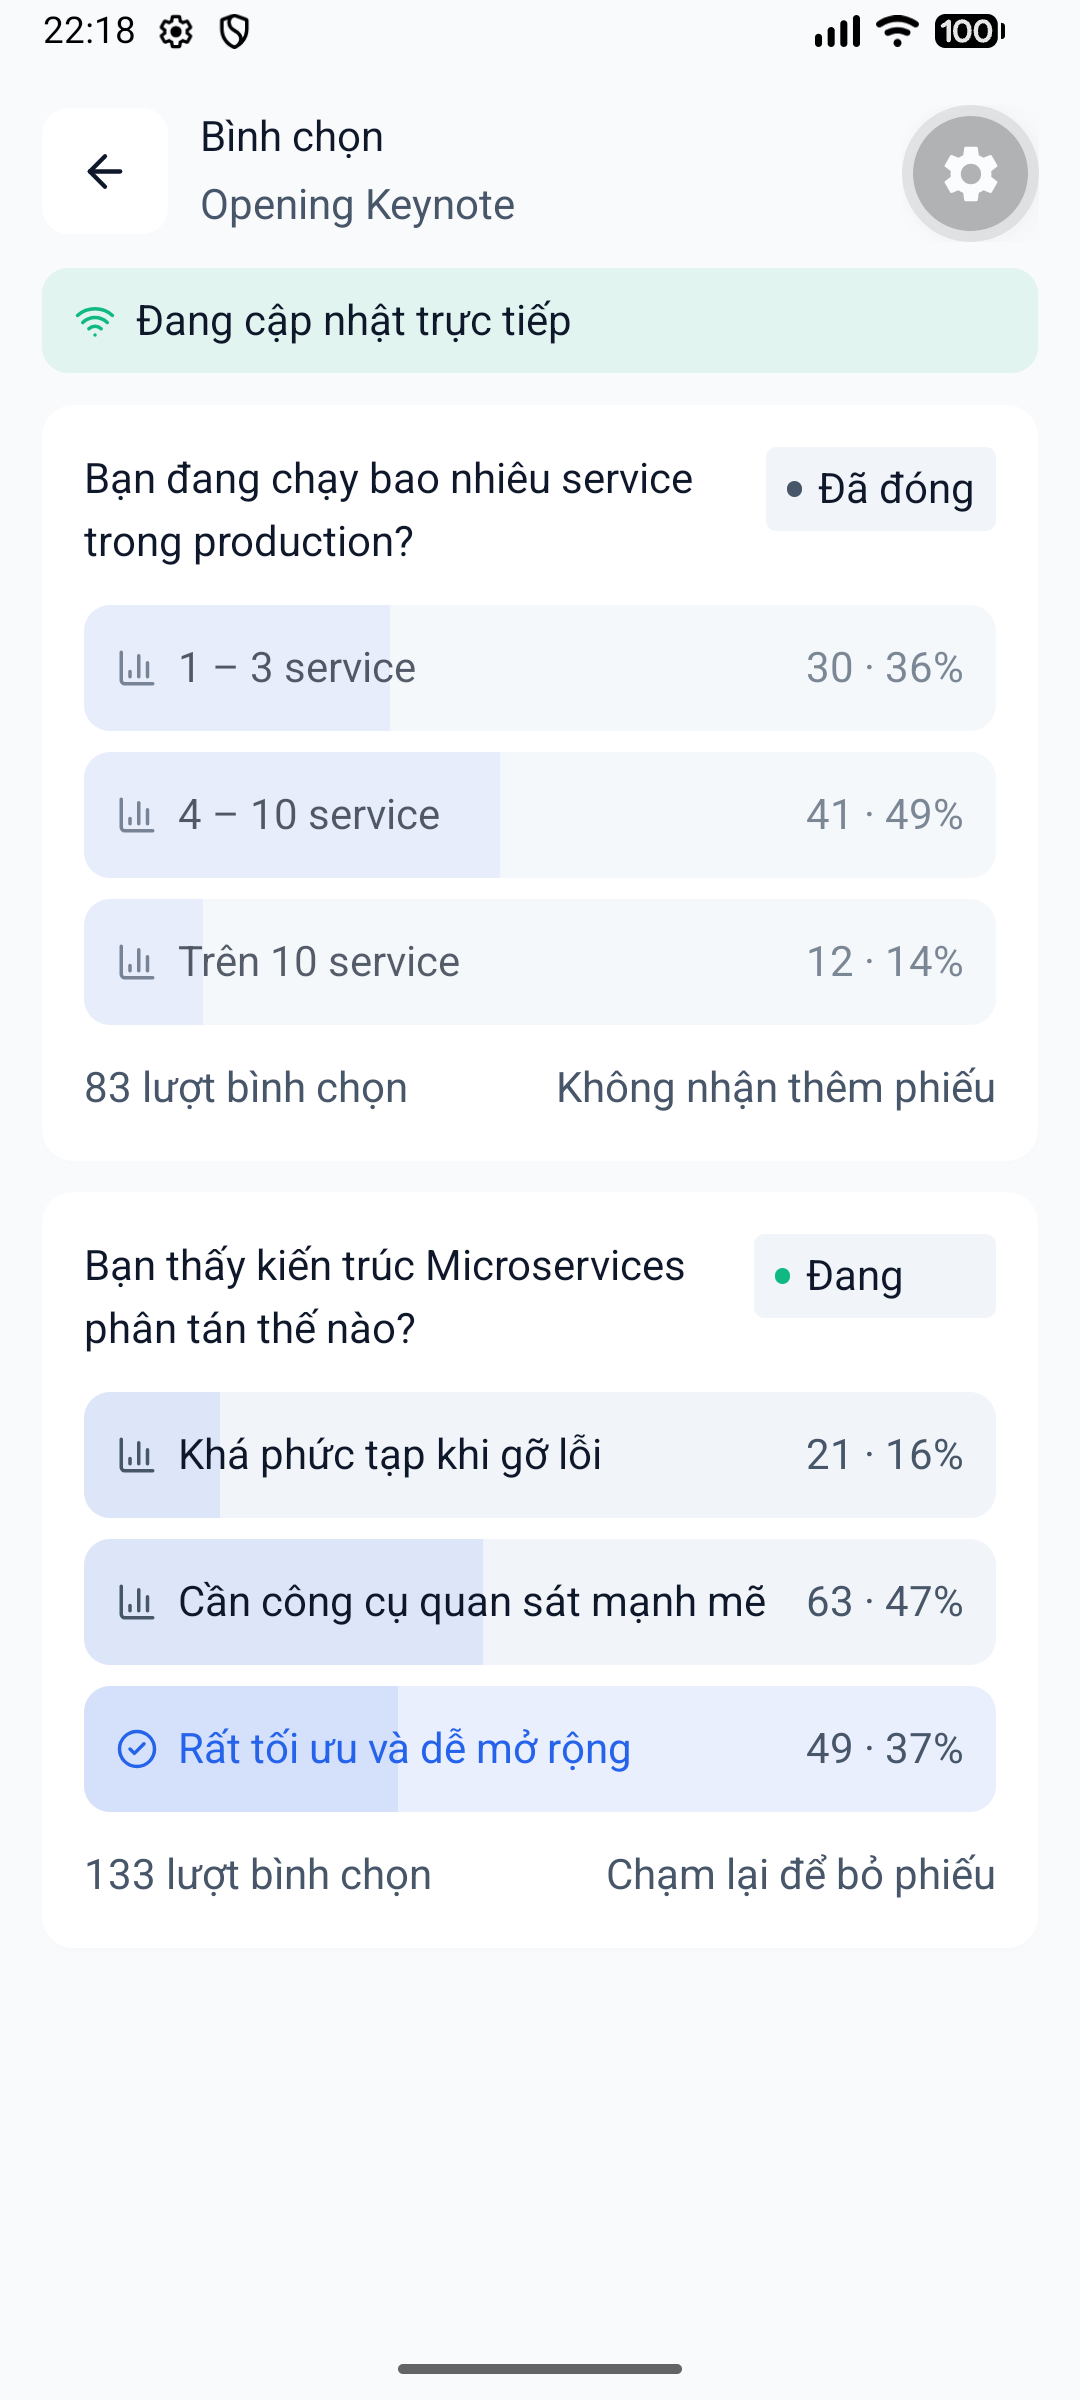 22:18
100
Bình chọn
Opening Keynote
Đang cập nhật trực tiếp
Bạn đang chạy bao nhiêu service
trong production?
Đã đóng
1 – 3 service
30 · 36%
4 – 10 service
41 · 49%
Trên 10 service
12 · 14%
83 lượt bình chọn
Không nhận thêm phiếu
Bạn thấy kiến trúc Microservices
phân tán thế nào?
Đang
Khá phức tạp khi gỡ lỗi
21 · 16%
Cần công cụ quan sát mạnh mẽ
63 · 47%
Rất tối ưu và dễ mở rộng
49 · 37%
133 lượt bình chọn
Chạm lại để bỏ phiếu